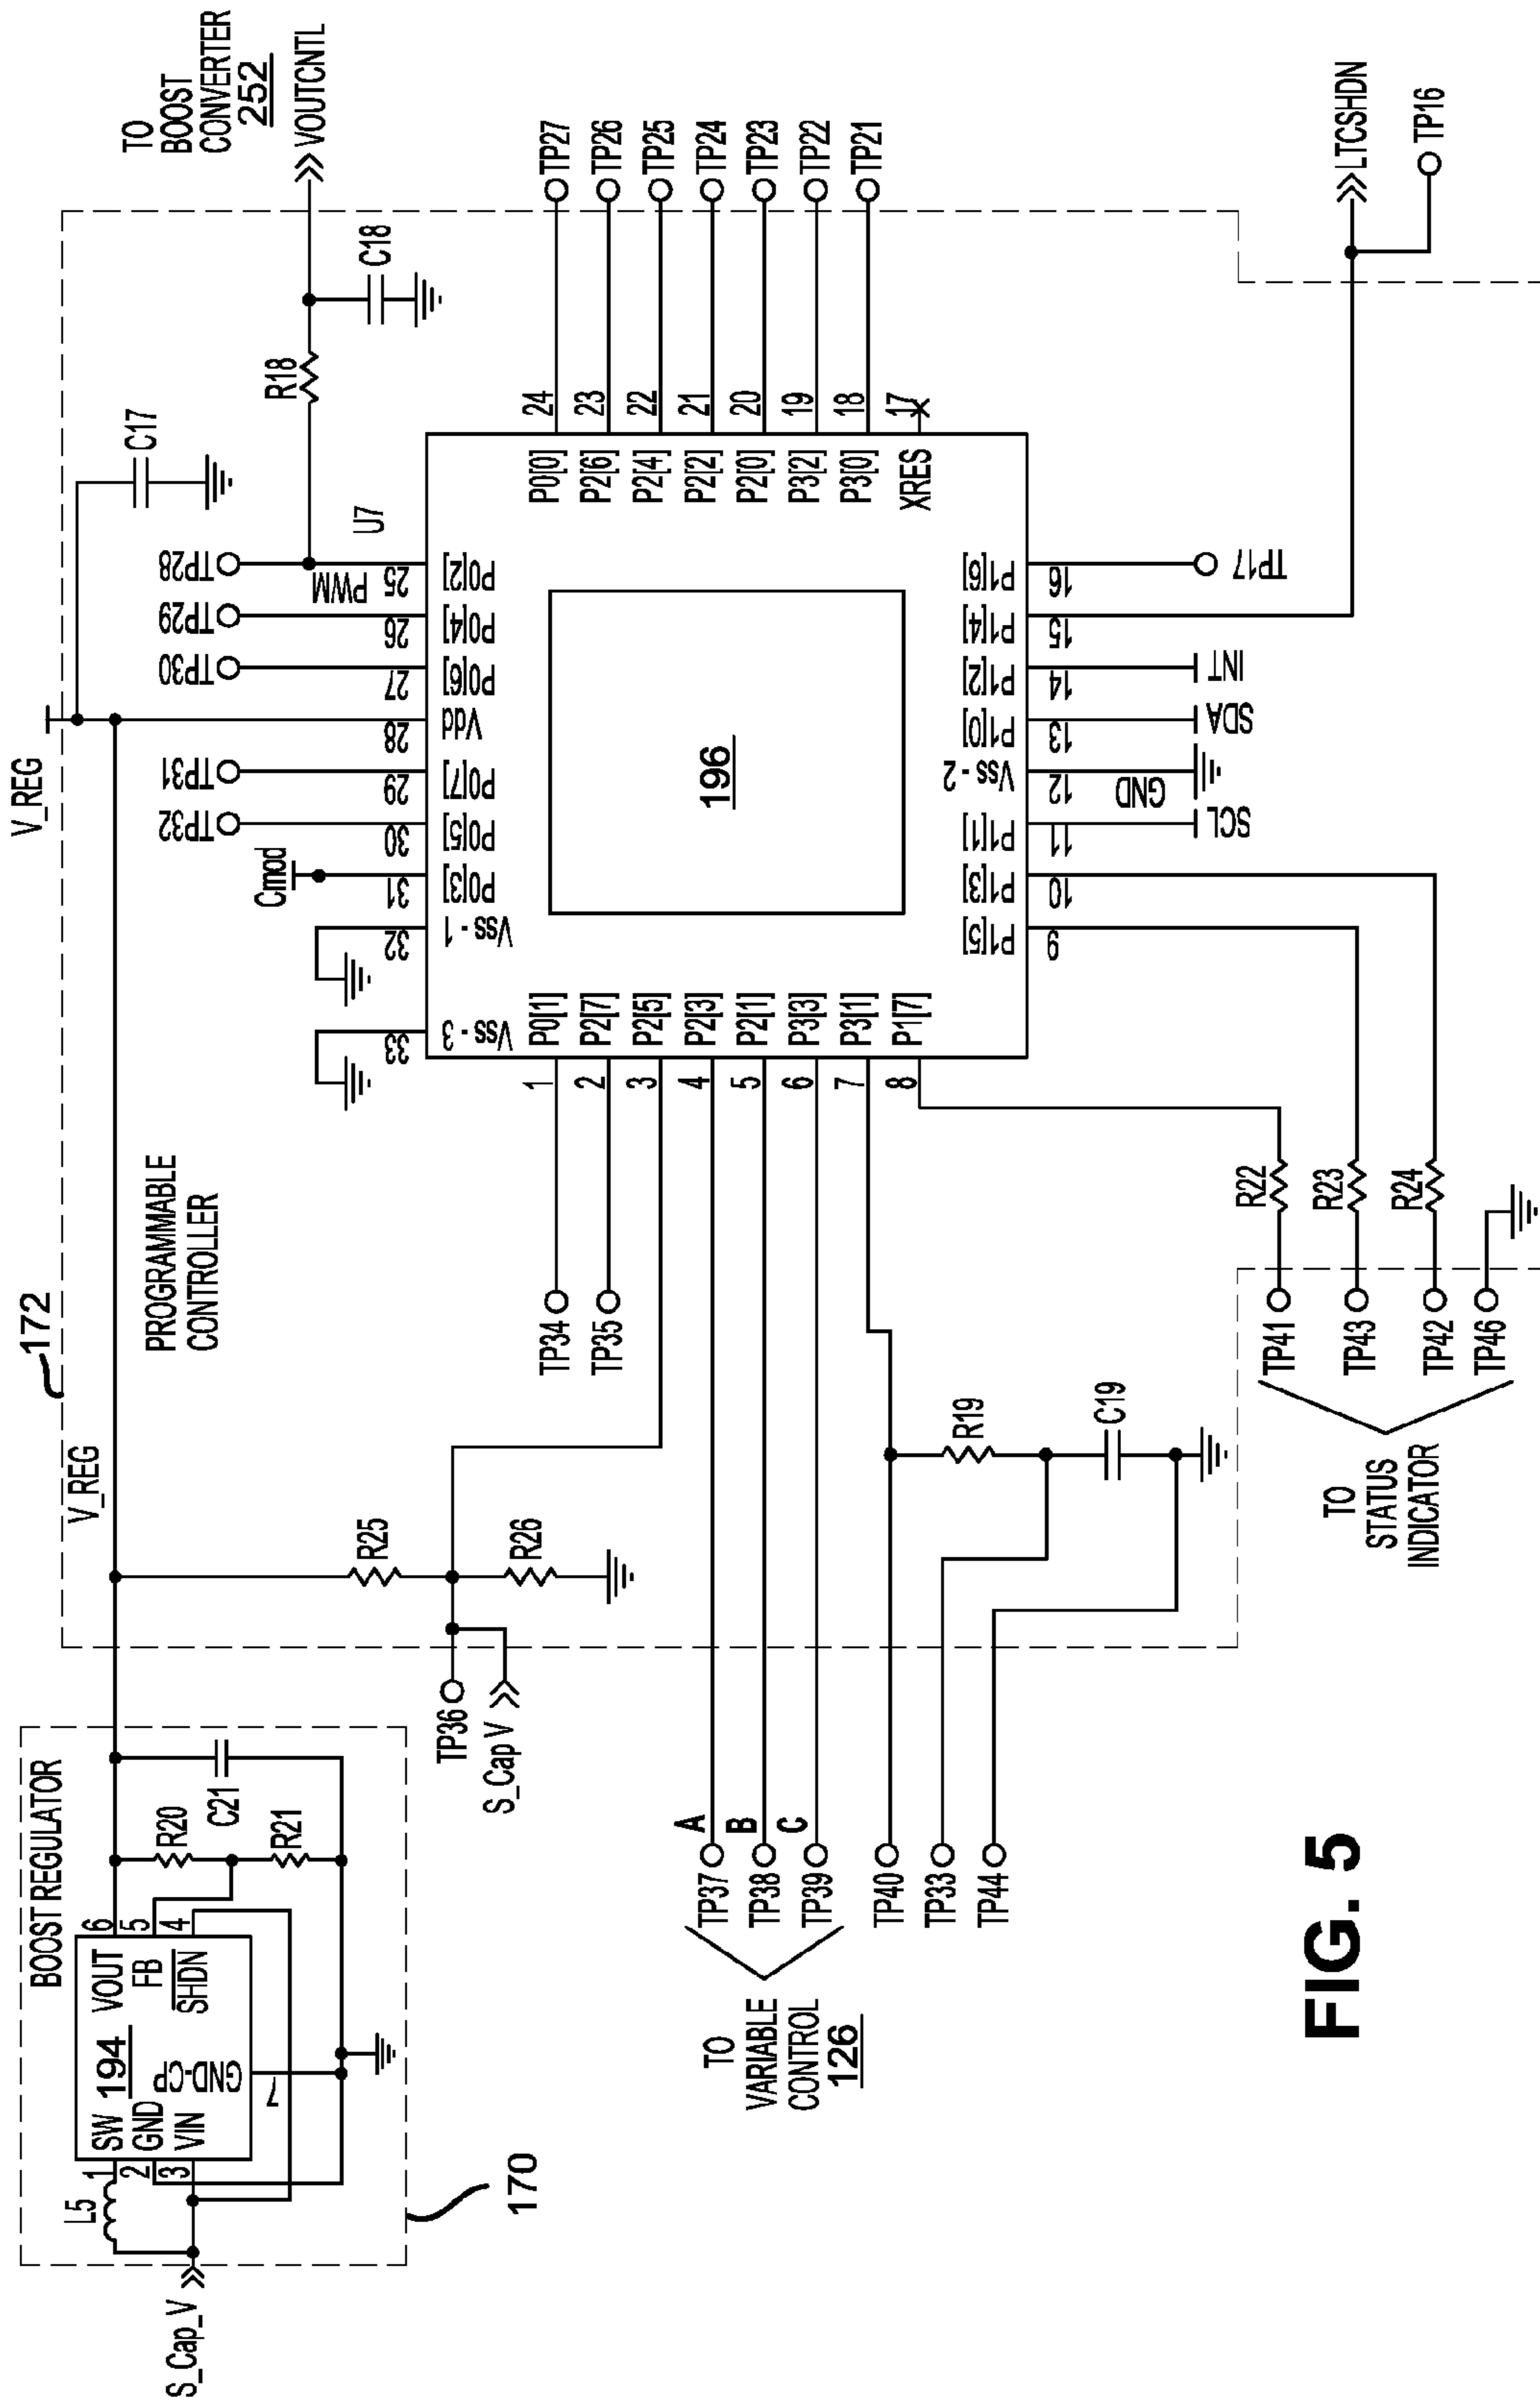 V_REG
TO
BOOST
CONVERTER
252
VOUTCNTL
172
PROGRAMMABLE
CONTROLLER
V_REG
C17
R18
C18
U7
PWM
TP28
TP29
TP30
TP31
TP32
Cmod
25
26
27
28
29
30
31
32
33
P0[2]
P0[4]
P0[6]
Vdd
P0[7]
P0[5]
P0[3]
Vss - 1
Vss - 3
196
24
23
22
21
20
19
18
17
P0[0]
P2[6]
P2[4]
P2[2]
P2[0]
P3[2]
P3[0]
XRES
TP27
TP26
TP25
TP24
TP23
TP22
TP21
P0[1]
P2[7]
P2[5]
P2[3]
P2[1]
P3[3]
P3[1]
P1[7]
1
2
3
4
5
6
7
8
P1[6]
P1[4]
P1[2]
P1[0]
Vss - 2
P1[1]
P1[3]
P1[5]
16
15
14
13
12
11
10
9
TP17
INT
SDA
GND
SCL
LTCSHDN
TP16
TP34
TP35
R25
R26
TP36
S_Cap V
A
B
C
TP37
TP38
TP39
TP40
TP33
TP44
TO
VARIABLE
CONTROL
126
R19
C19
R22
R23
R24
TP41
TP43
TP42
TP46
TO
STATUS
INDICATOR
BOOST REGULATOR
C21
R20
R21
6
5
4
VOUT
FB
SHDN
194
GND-CP
7
SW
GND
VIN
1
2
3
L5
S_Cap_V
170
FIG. 5